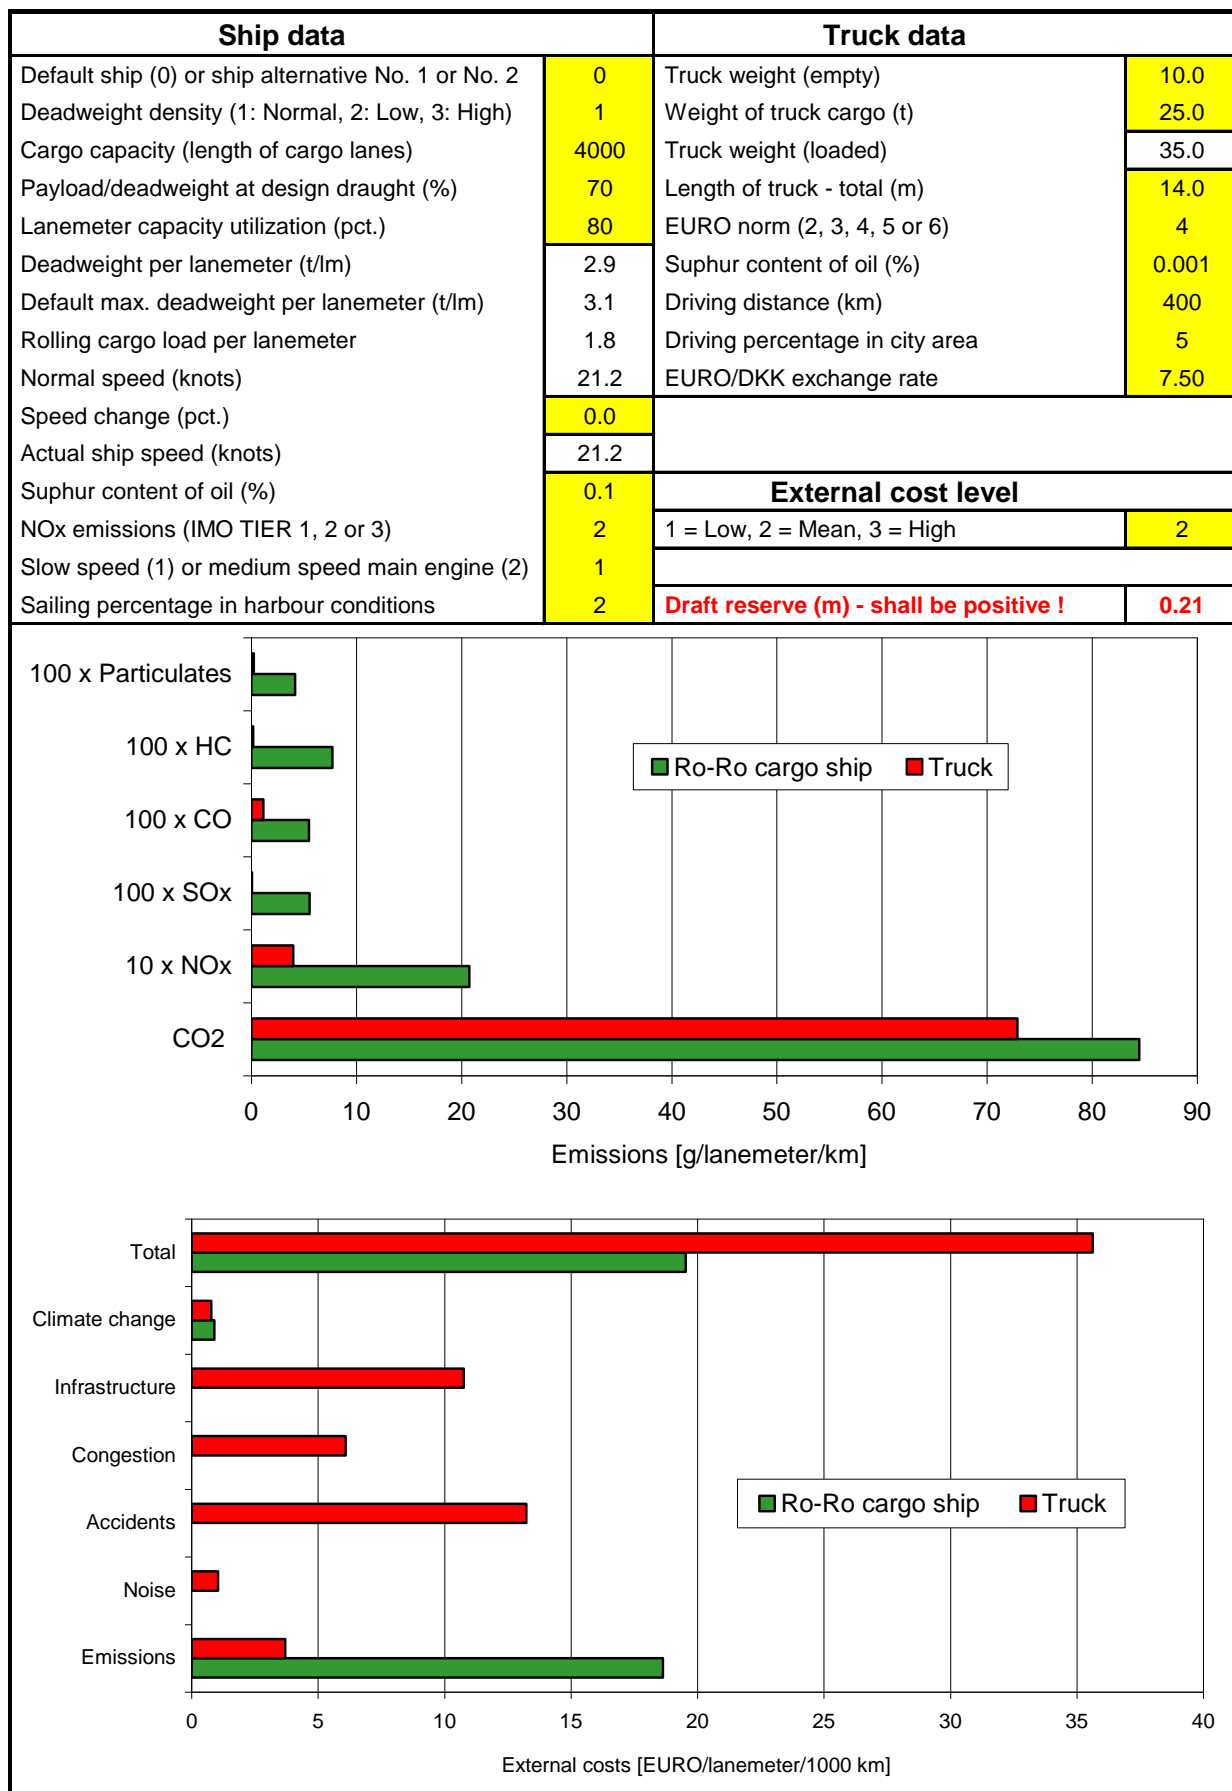 Ship data Truck data
Default ship (0) or ship alternative No. 1 or No. 2 0 Truck weight (empty) 10.0
Deadweight density (1: Normal, 2: Low, 3: High) 1 Weight of truck cargo (t) 25.0
Cargo capacity (length of cargo lanes) 4000 Truck weight (loaded) 35.0
Payload/deadweight at design draught (%) 70 Length of truck - total (m) 14.0
Lanemeter capacity utilization (pct.) 80 EURO norm (2, 3, 4, 5 or 6) 4
Deadweight per lanemeter (t/lm) 2.9 Suphur content of oil (%) 0.001
Default max. deadweight per lanemeter (t/lm) 3.1 Driving distance (km) 400
Rolling cargo load per lanemeter 1.8 Driving percentage in city area 5
Normal speed (knots) 21.2 EURO/DKK exchange rate 7.50
Speed change (pct.) 0.0
Actual ship speed (knots) 21.2
Suphur content of oil (%) 0.1 External cost level
NOx emissions (IMO TIER 1, 2 or 3) 2 1 = Low, 2 = Mean, 3 = High 2
Slow speed (1) or medium speed main engine (2) 1
Sailing percentage in harbour conditions 2 Draft reserve (m) - shall be positive ! 0.21
100 x Particulates
100 x HC
Ro-Ro cargo ship Truck
100 x CO
100 x SOx
10 x NOx
CO2
0 10 20 30 40 50 60 70 80 90
Emissions [g/lanemeter/km]
Total
Climate change
Infrastructure
Congestion
Ro-Ro cargo ship Truck
Accidents
Noise
Emissions
0 5 10 15 20 25 30 35 40
External costs [EURO/lanemeter/1000 km]